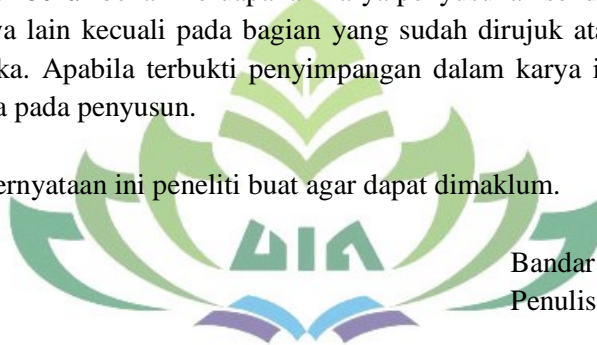 ya lain kecuali pada bagian yang sudah dirujuk
ka. Apabila terbukti penyimpangan dalam karya
a pada penyusun.
ernyataan ini peneliti buat agar dapat dimaklum.
UIN
Bandar
Penulis